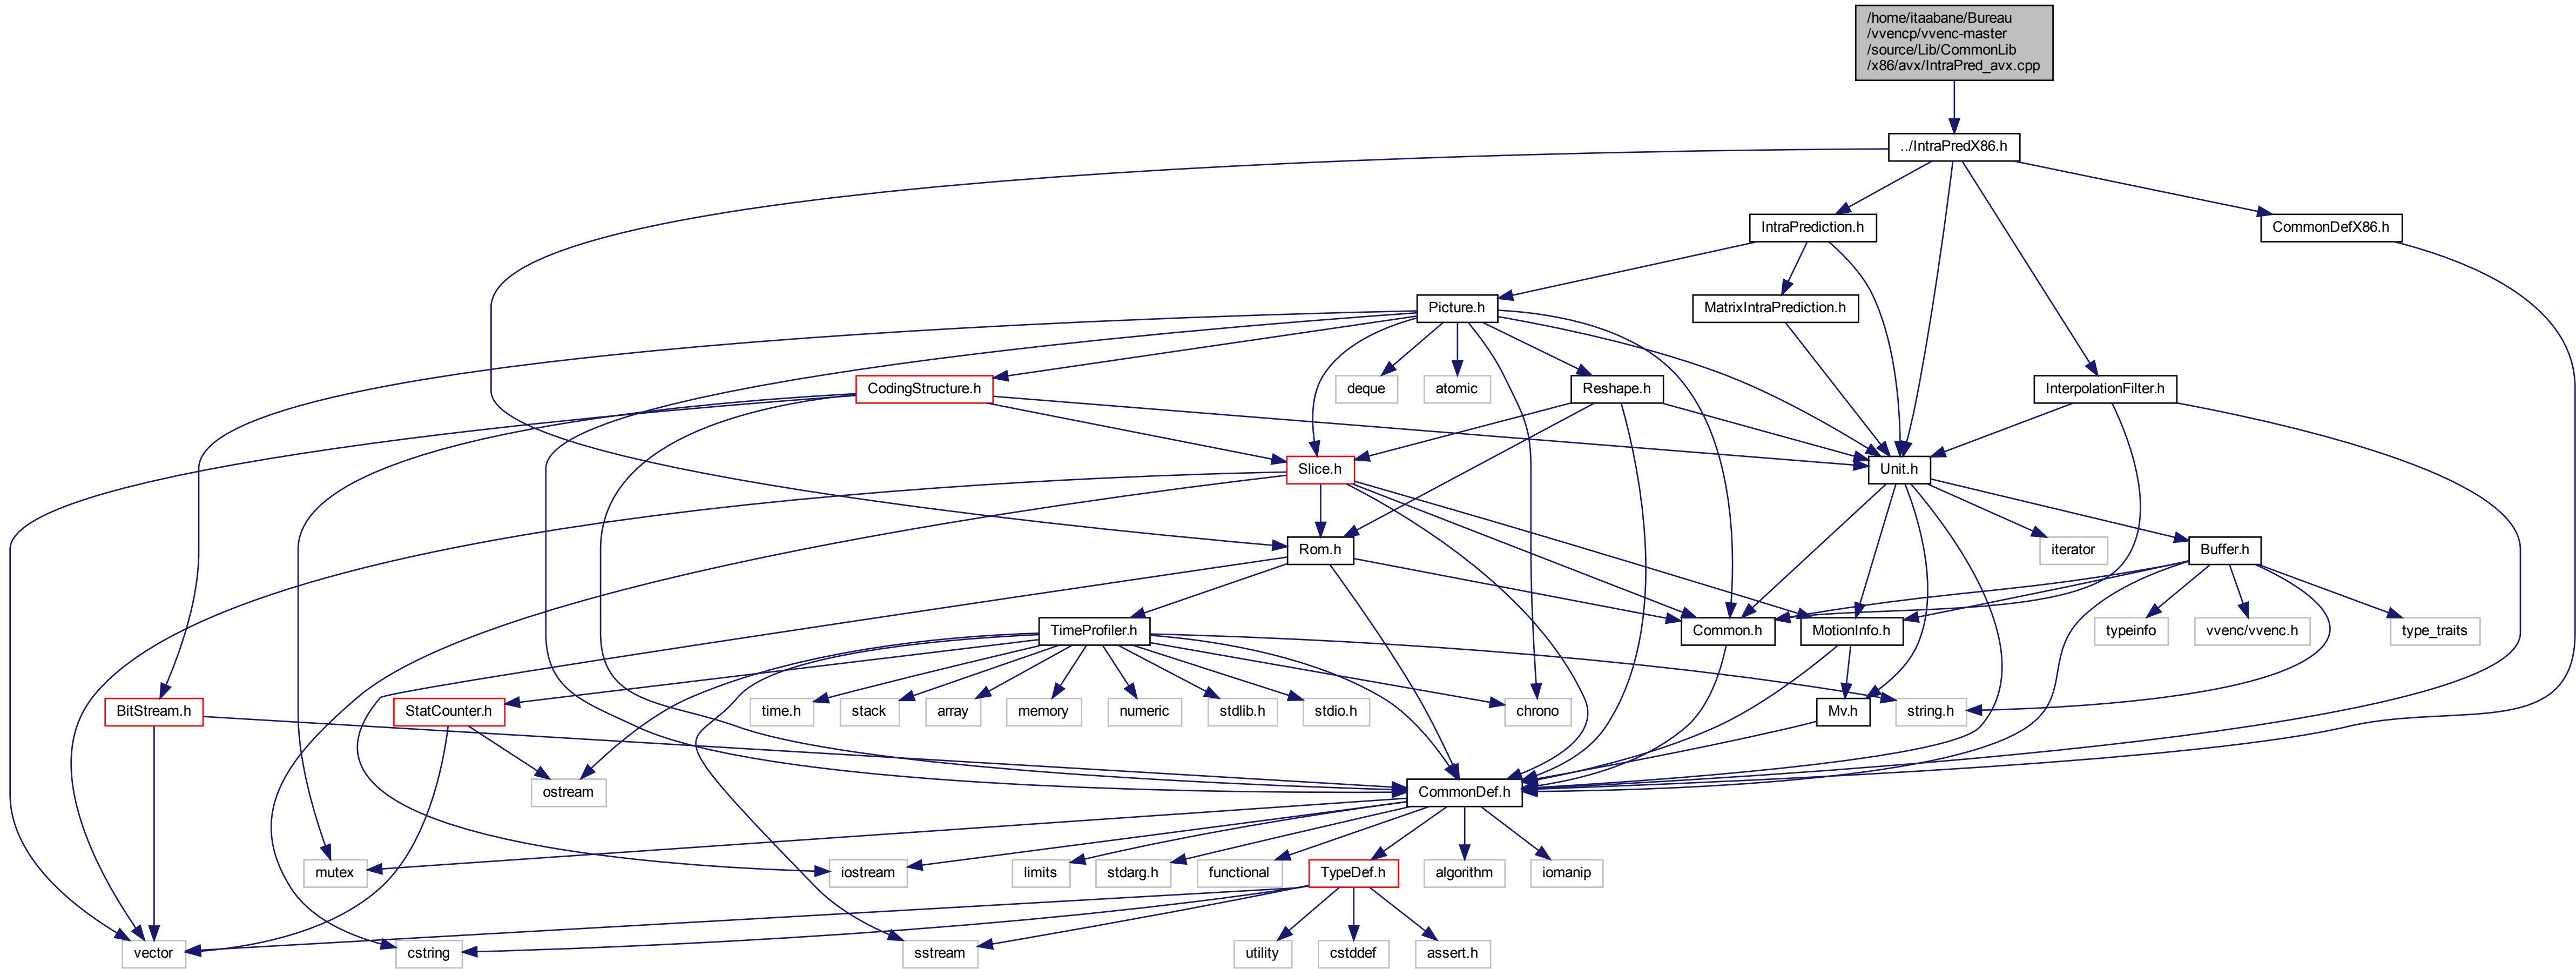 /home/itaabane/Bureau
/vvencp/vvenc-master
/source/Lib/CommonLib
/x86/avx/IntraPred_avx.cpp
../IntraPredX86.h
IntraPrediction.h
CommonDefX86.h
Picture.h
MatrixIntraPrediction.h
CodingStructure.h
deque
atomic
Reshape.h
InterpolationFilter.h
Slice.h
Unit.h
Rom.h
iterator
Buffer.h
TimeProfiler.h
Common.h
MotionInfo.h
typeinfo
vvenc/vvenc.h
type_traits
BitStream.h
StatCounter.h
time.h
stack
array
memory
numeric
stdlib.h
stdio.h
chrono
Mv.h
string.h
ostream
CommonDef.h
mutex
iostream
limits
stdarg.h
functional
TypeDef.h
algorithm
iomanip
vector
cstring
sstream
utility
cstddef
assert.h